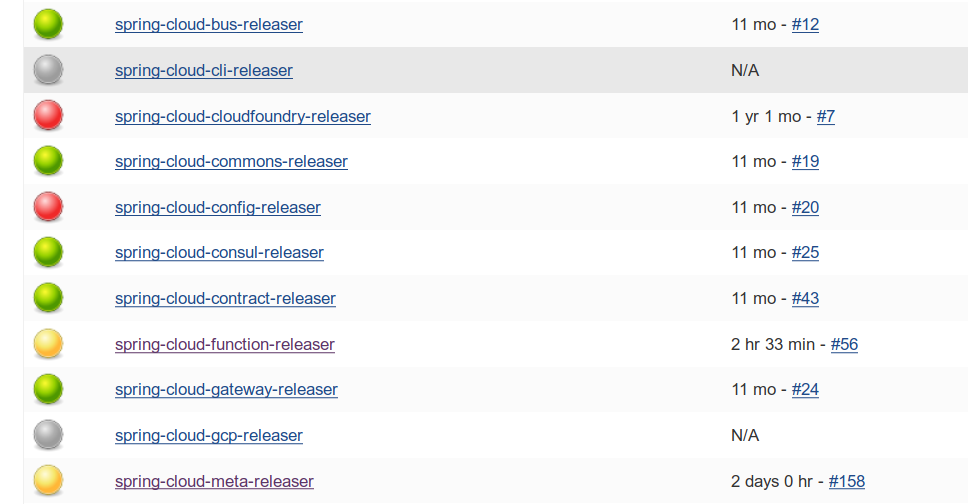 spring-cloud-bus-releaser 11 mo - #12
spring-cloud-cli-releaser N/A
spring-cloud-cloudfoundry-releaser 1 yr 1 mo - #7
spring-cloud-commons-releaser 11 mo - #19
spring-cloud-config-releaser 11 mo - #20
spring-cloud-consul-releaser 11 mo - #25
spring-cloud-contract-releaser 11 mo - #43
spring-cloud-function-releaser 2 hr 33 min - #56
spring-cloud-gateway-releaser 11 mo - #24
spring-cloud-gcp-releaser N/A
spring-cloud-meta-releaser 2 days 0 hr - #158